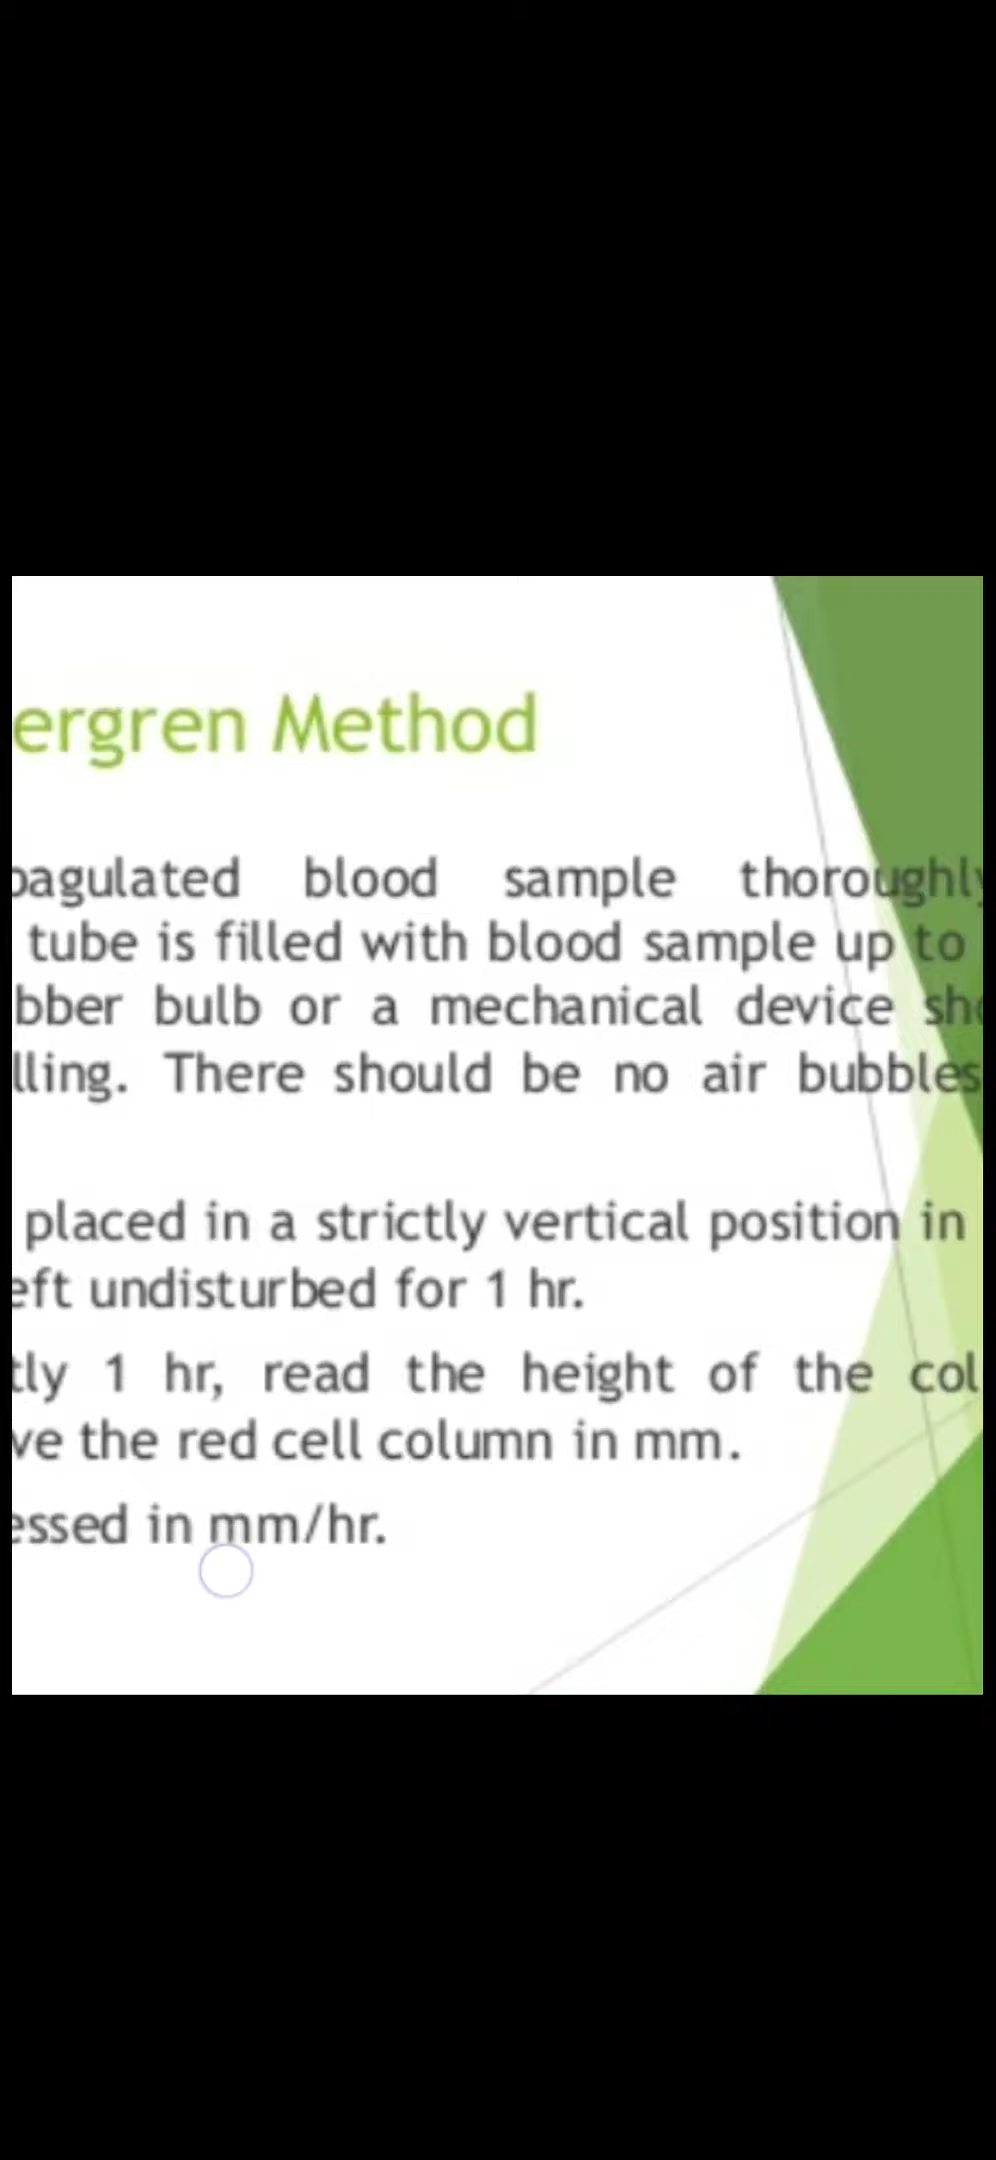 ergren Method
oagulated blood sample thoroughly
tube is filled with blood sample up to
bber bulb or a mechanical device sho
lling. There should be no air bubbles
placed in a strictly vertical position in
eft undisturbed for 1 hr.
tly 1 hr, read the height of the col
ve the red cell column in mm.
essed in mm/hr.